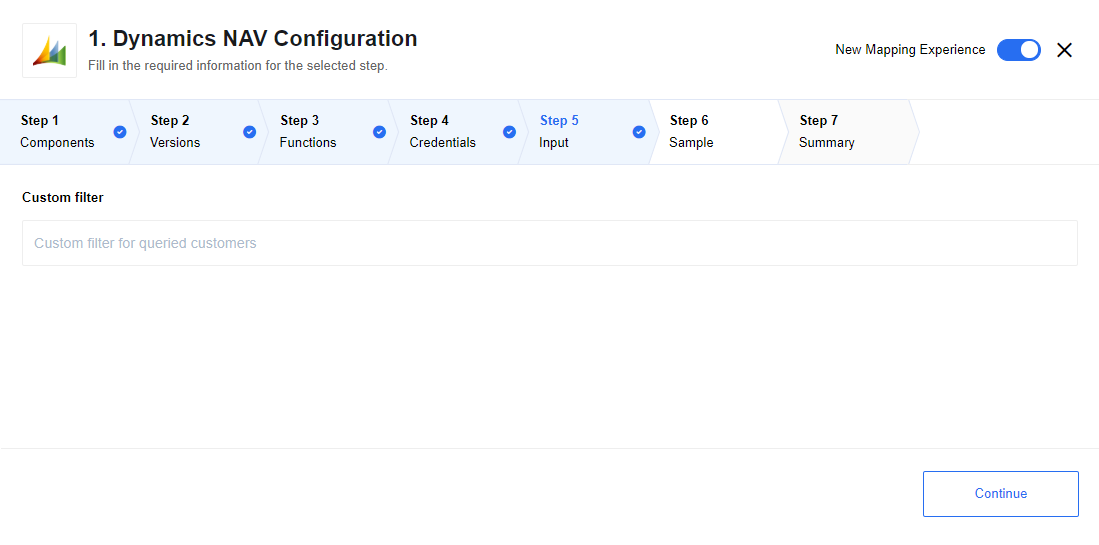 1. Dynamics NAV Configuration
Fill in the required information for the selected step.
New Mapping Experience
Step 1
Components
Step 2
Versions
Step 3
Functions
Step 4
Credentials
Step 5
Input
Step 6
Sample
Step 7
Summary
Custom filter
Custom filter for queried customers
Continue